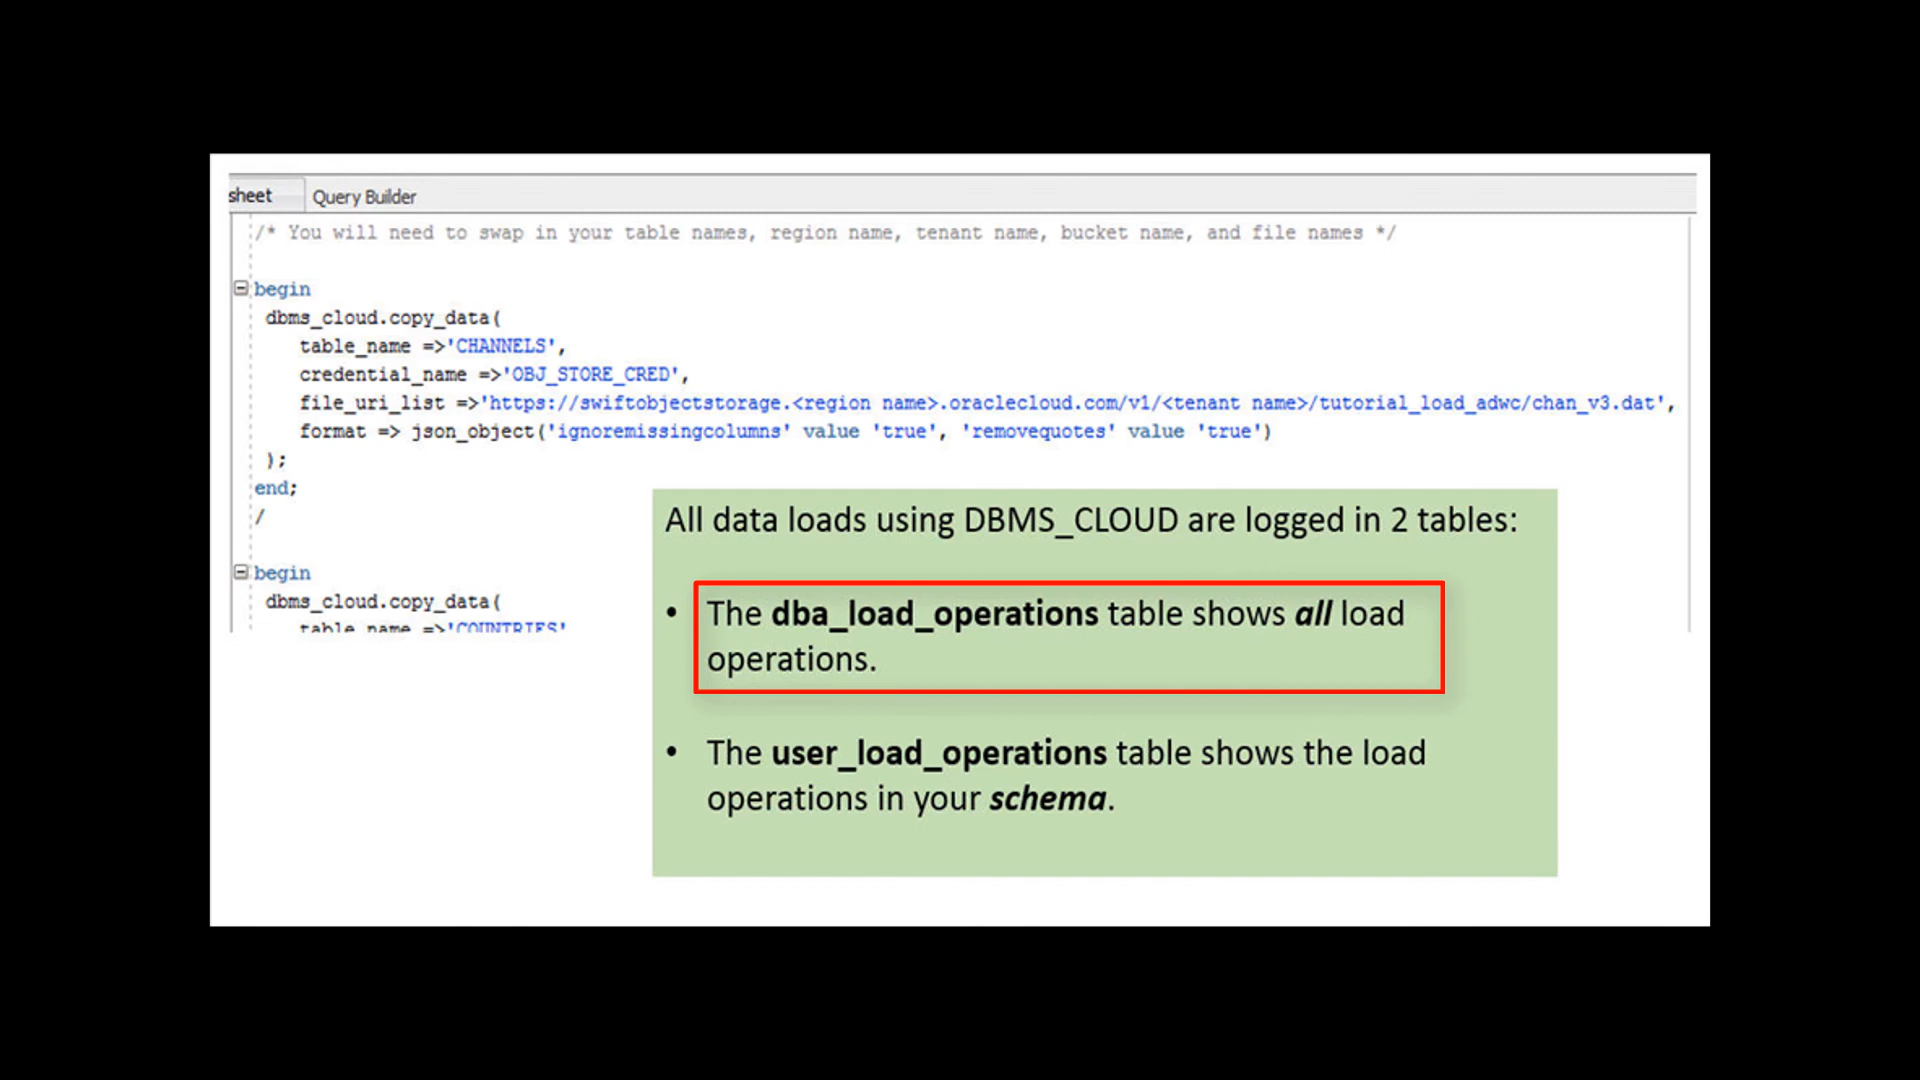 sheet
Query Builder
/* You will need to swap in your table names, region name, tenant name, bucket name, and file names */
begin
dbms_cloud.copy_data(
table_name =>'CHANNELS',
credential_name =>'OBJ_STORE_CRED',
file_uri_list =>'https://swiftobjectstorage.<region name>.oraclecloud.com/v1/<tenant name>/tutorial_load_adwc/chan_v3.dat',
format => json_object('ignoremissingcolumns' value 'true', 'removequotes' value 'true')
);
end;
/
begin
dbms_cloud.copy_data(
table_name =>'COUNTRIES'
All data loads using DBMS_CLOUD are logged in 2 tables:
• The dba_load_operations table shows all load
operations.
• The user_load_operations table shows the load
operations in your schema.